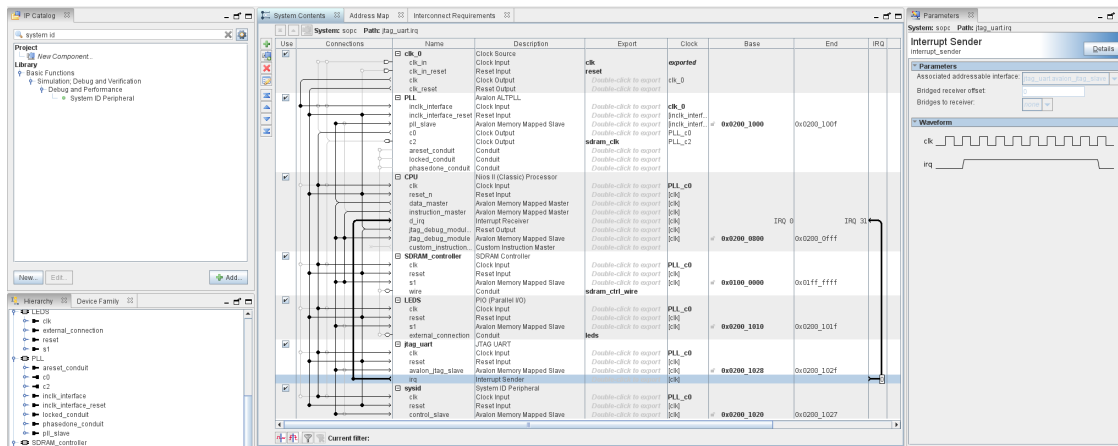 IP Catalog
system id
Project
New Component...
Library
Basic Functions
Simulation; Debug and Verification
Debug and Performance
System ID Peripheral
New... Edit... Add...
Hierarchy Device Family
LEDS
clk
external_connection
reset
s1
PLL
areset_conduit
c0
c2
inclk_interface
inclk_interface_reset
locked_conduit
phasedone_conduit
pll_slave
SDRAM_controller
System Contents Address Map Interconnect Requirements
System: sopc Path: jtag_uart.irq
Use Connections Name Description Export Clock Base End IRQ
clk_0 Clock Source
clk_in Clock Input clk exported
clk_in_reset Reset Input reset
clk Clock Output Double-click to export clk_0
clk_reset Reset Output Double-click to export
PLL Avalon ALTPLL
inclk_interface Clock Input Double-click to export clk_0
inclk_interface_reset Reset Input Double-click to export [inclk_interf...
pll_slave Avalon Memory Mapped Slave Double-click to export [inclk_interf... 0x0200_1000 0x0200_100f
c0 Clock Output Double-click to export PLL_c0
c2 Clock Output sdram_clk PLL_c2
areset_conduit Conduit Double-click to export
locked_conduit Conduit Double-click to export
phasedone_conduit Conduit Double-click to export
CPU Nios II (Classic) Processor
clk Clock Input Double-click to export PLL_c0
reset_n Reset Input Double-click to export [clk]
data_master Avalon Memory Mapped Master Double-click to export [clk]
instruction_master Avalon Memory Mapped Master Double-click to export [clk]
d_irq Interrupt Receiver Double-click to export [clk] IRQ 0 IRQ 31
jtag_debug_modul... Reset Output Double-click to export [clk]
jtag_debug_module Avalon Memory Mapped Slave Double-click to export [clk] 0x0200_0800 0x0200_0fff
custom_instruction... Custom Instruction Master Double-click to export
SDRAM_controller SDRAM Controller
clk Clock Input Double-click to export PLL_c0
reset Reset Input Double-click to export [clk]
s1 Avalon Memory Mapped Slave Double-click to export [clk] 0x0100_0000 0x01ff_ffff
wire Conduit sdram_ctrl_wire
LEDS PIO (Parallel I/O)
clk Clock Input Double-click to export PLL_c0
reset Reset Input Double-click to export [clk]
s1 Avalon Memory Mapped Slave Double-click to export [clk] 0x0200_1010 0x0200_101f
external_connection Conduit leds
jtag_uart JTAG UART
clk Clock Input Double-click to export PLL_c0
reset Reset Input Double-click to export [clk]
avalon_jtag_slave Avalon Memory Mapped Slave Double-click to export [clk] 0x0200_1028 0x0200_102f
irq Interrupt Sender Double-click to export [clk]
sysid System ID Peripheral
clk Clock Input Double-click to export PLL_c0
reset Reset Input Double-click to export [clk]
control_slave Avalon Memory Mapped Slave Double-click to export [clk] 0x0200_1020 0x0200_1027
Current filter:
Parameters
System: sopc Path: jtag_uart.irq
Interrupt Sender
interrupt_sender
Details
Parameters
Associated addressable interface: jtag_uart.avalon_jtag_slave
Bridged receiver offset: 0
Bridges to receiver: none
Waveform
clk
irq